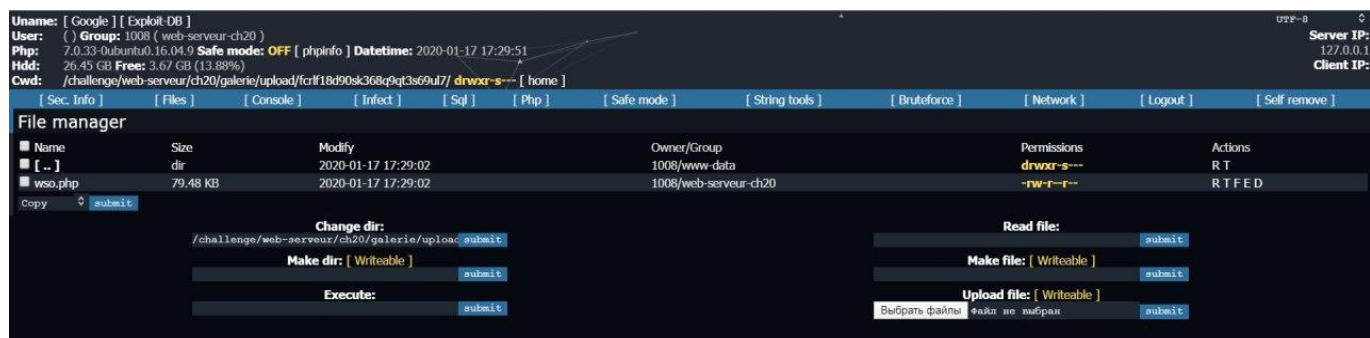 Uname: [ Google ] [ Exploit-DB ] UTF-8
User: ( ) Group: 1008 ( web-serveur-ch20 ) Server IP:
Php: 7.0.33-0ubuntu0.16.04.9 Safe mode: OFF [ phpinfo ] Datetime: 2020-01-17 17:29:51 127.0.0.1
Hdd: 26.45 GB Free: 3.67 GB (13.88%) Client IP:
Cwd: /challenge/web-serveur/ch20/galerie/upload/fcrlf18d90sk368q9qt3s69ul7/ drwxr-s--- [ home ]
[ Sec. Info ] [ Files ] [ Console ] [ Infect ] [ Sql ] [ Php ] [ Safe mode ] [ String tools ] [ Bruteforce ] [ Network ] [ Logout ] [ Self remove ]
File manager
Name Size Modify Owner/Group Permissions Actions
[ .. ] dir 2020-01-17 17:29:02 1008/www-data drwxr-s--- R T
wso.php 79.48 KB 2020-01-17 17:29:02 1008/web-serveur-ch20 -rw-r--r-- R T F E D
Copy submit
Change dir: Read file:
/challenge/web-serveur/ch20/galerie/uploac submit submit
Make dir: [ Writeable ] Make file: [ Writeable ]
submit submit
Execute: Upload file: [ Writeable ]
submit Выбрать файлы Файл не выбран submit